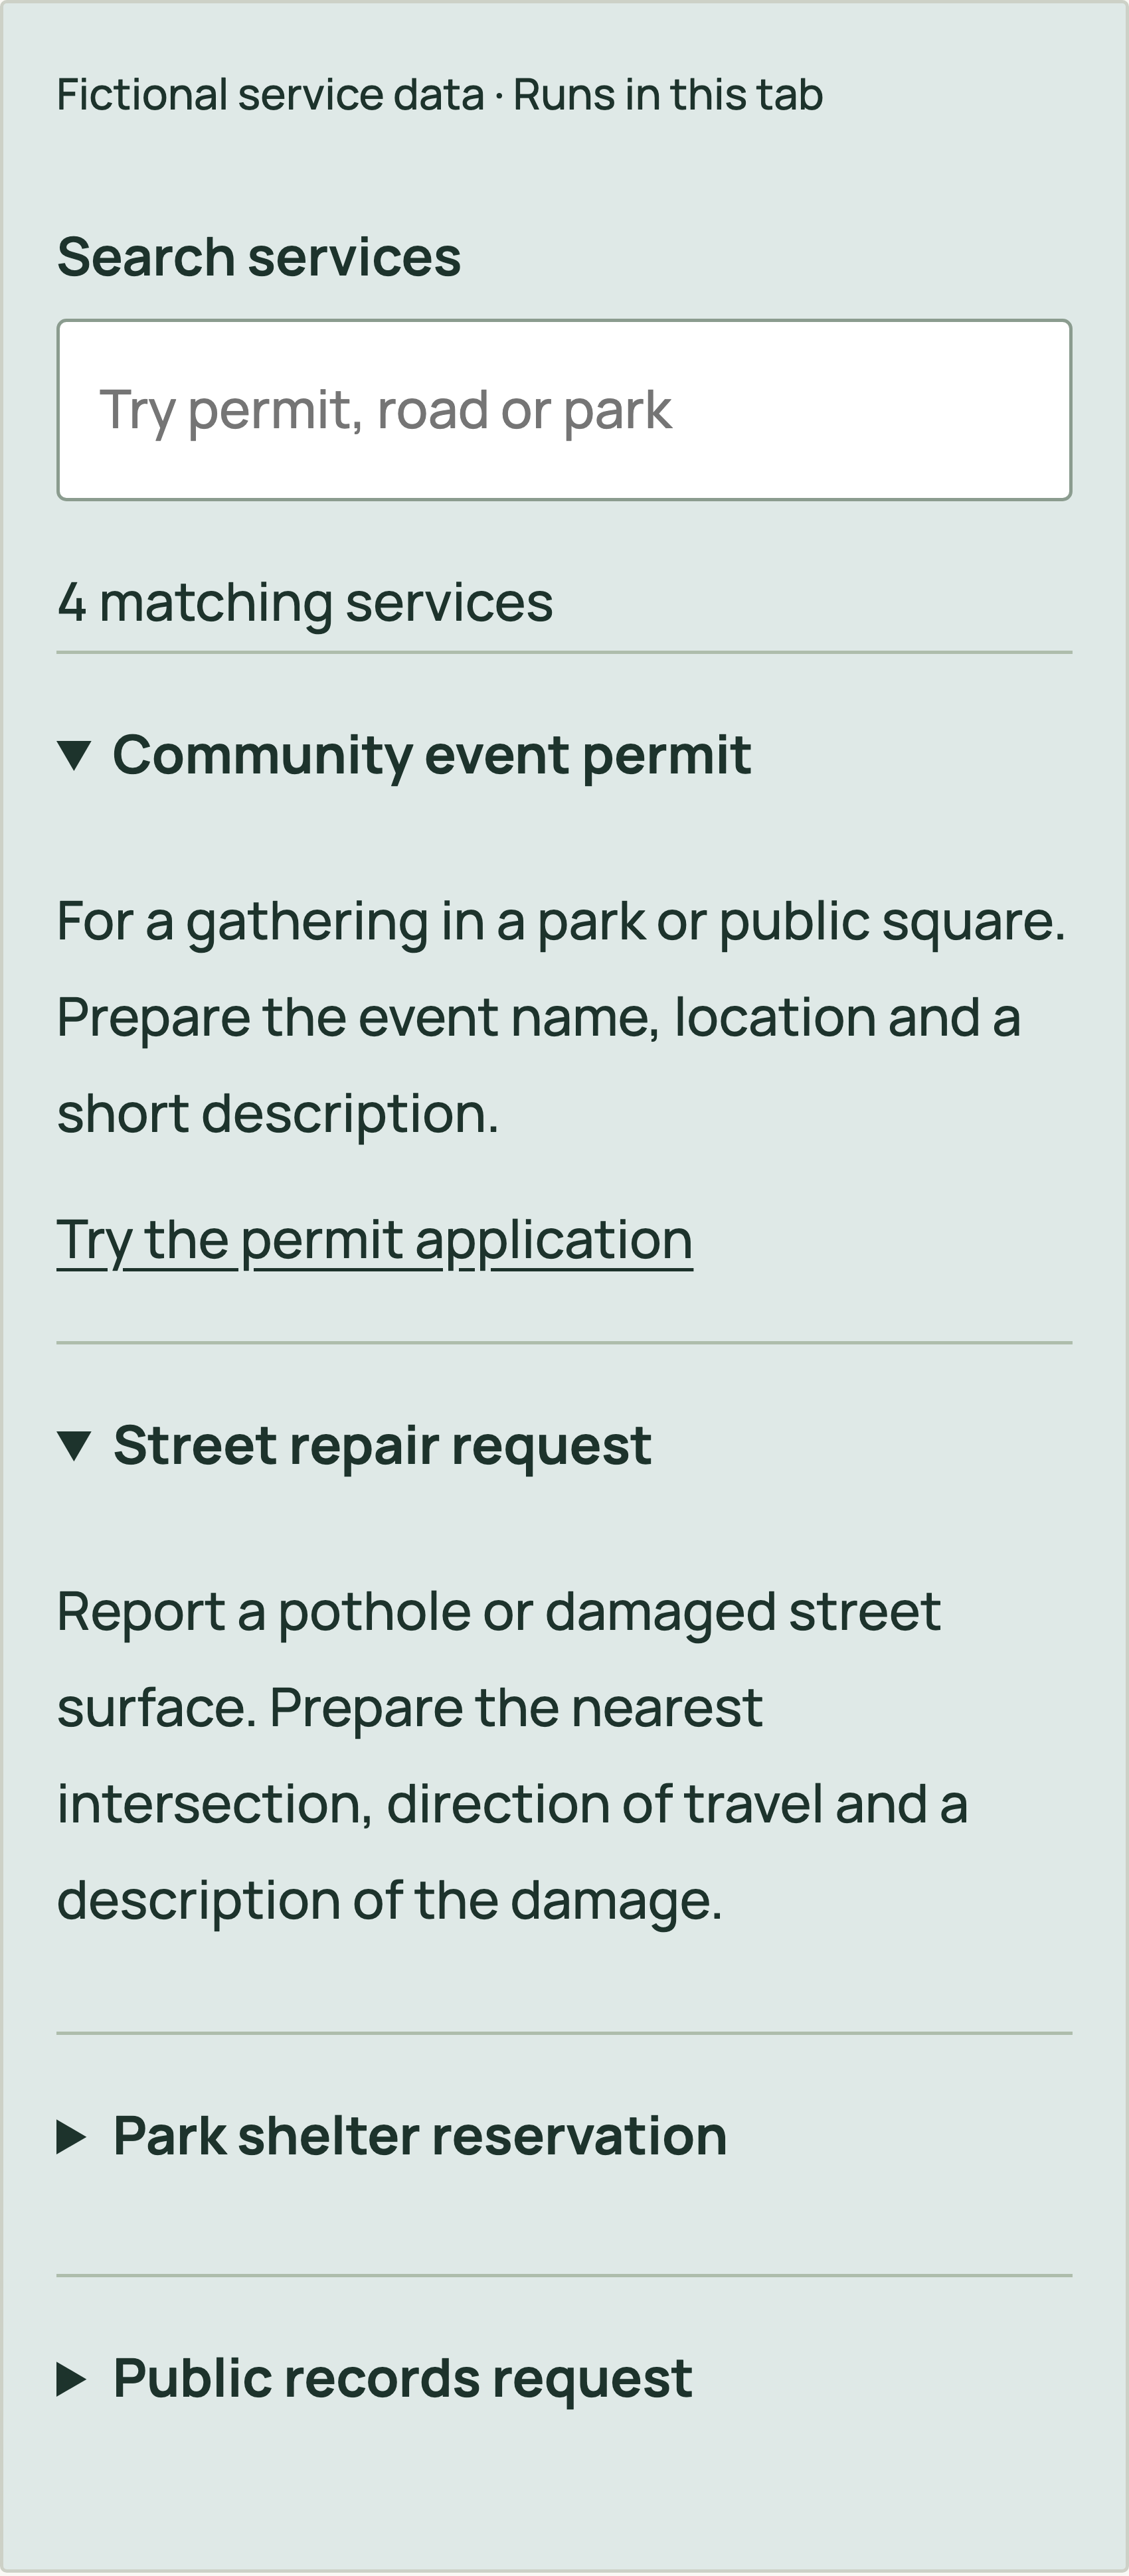 Fictional service data · Runs in this tab
Search services
Try permit, road or park
4 matching services
Community event permit
For a gathering in a park or public square.
Prepare the event name, location and a
short description.
Try the permit application
Street repair request
Report a pothole or damaged street
surface. Prepare the nearest
intersection, direction of travel and a
description of the damage.
Park shelter reservation
Public records request